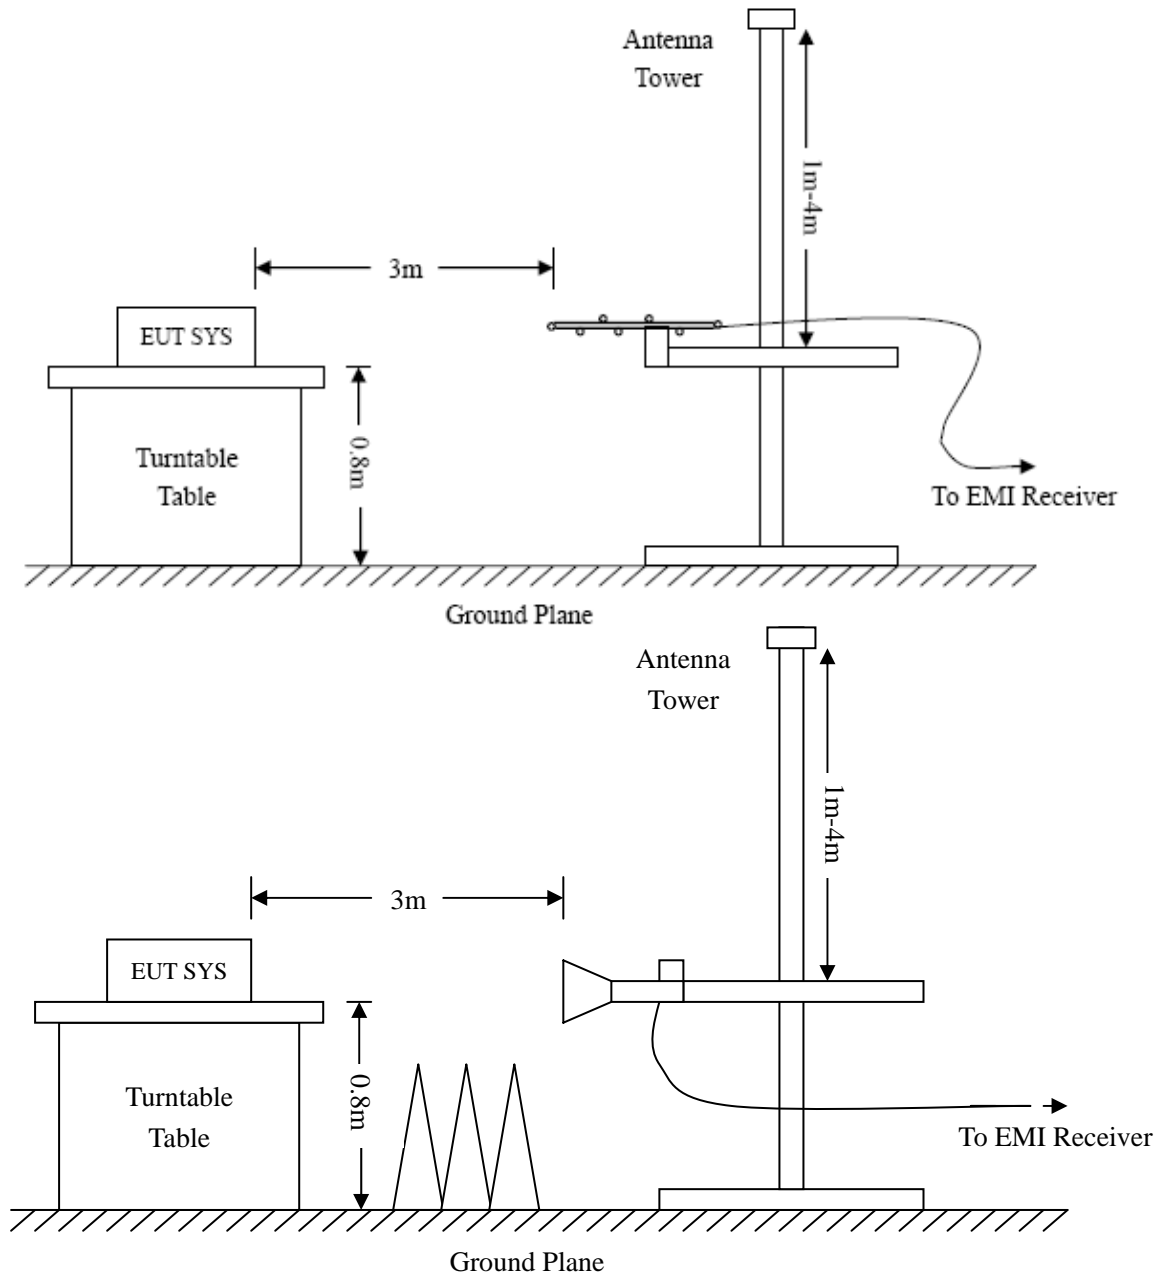 Antenna
Tower
1m-4m
3m
EUT SYS
Turntable
Table
0.8m
To EMI Receiver
Ground Plane
Antenna
Tower
1m-4m
3m
EUT SYS
Turntable
Table
0.8m
To EMI Receiver
Ground Plane